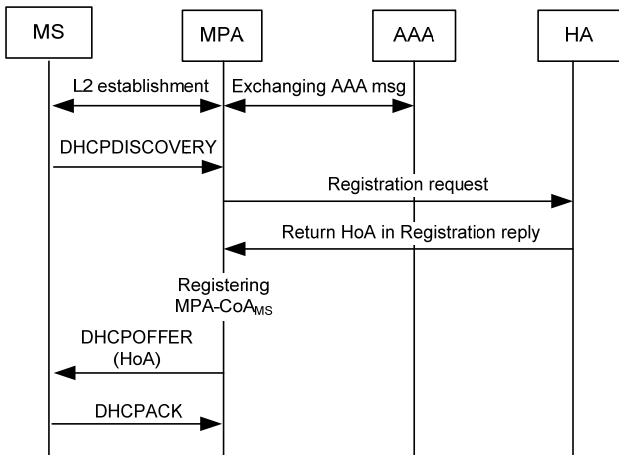 MS
MPA
AAA
HA
L2 establishment
Exchanging AAA msg
DHCPDISCOVERY
Registration request
Return HoA in Registration reply
Registering
MPA-CoAMS
DHCPOFFER
(HoA)
DHCPACK